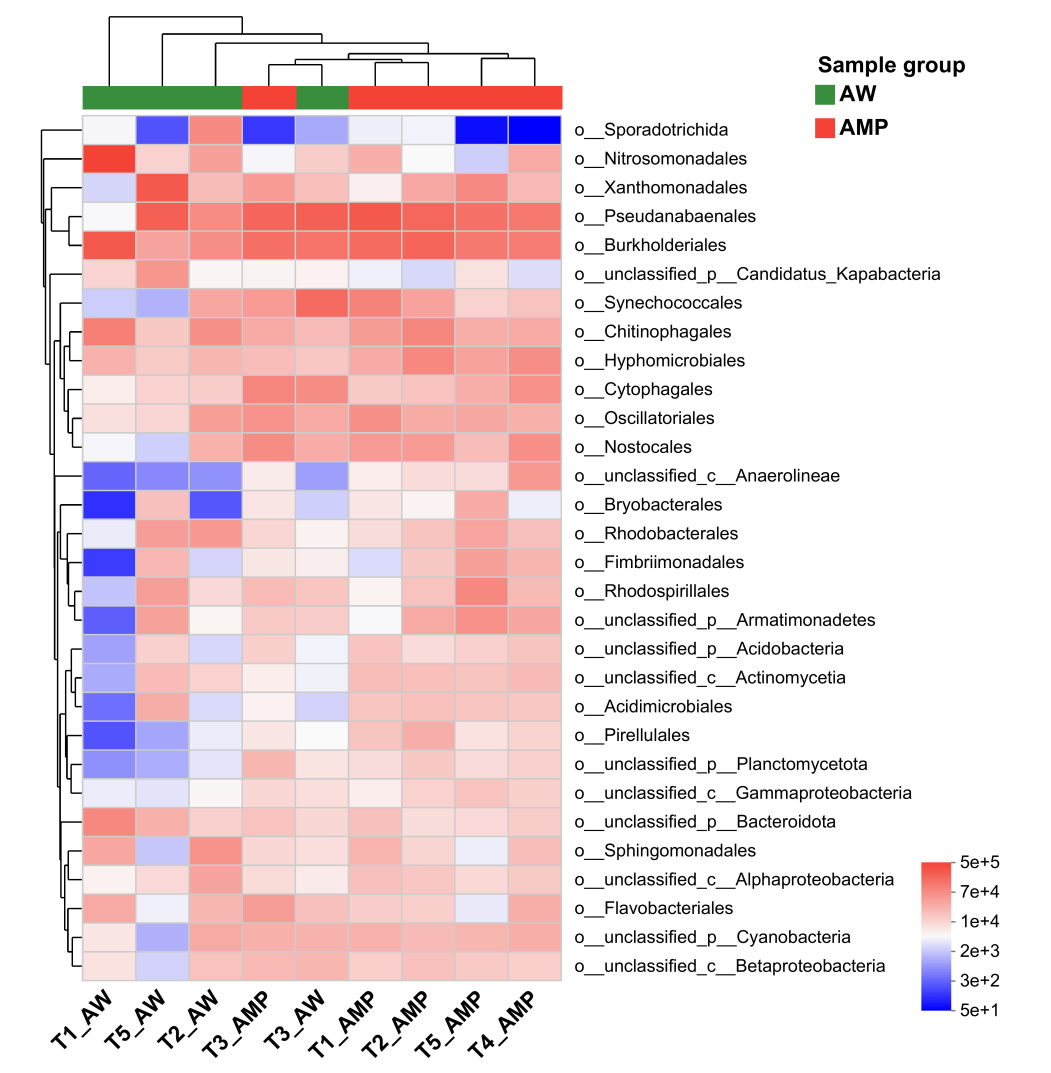 Sample group
AW
AMP
o__Sporadotrichida
o__Nitrosomonadales
o__Xanthomonadales
o__Pseudanabaenales
o__Burkholderiales
o__unclassified_p__Candidatus_Kapabacteria
o__Synechococcales
o__Chitinophagales
o__Hyphomicrobiales
o__Cytophagales
o__Oscillatoriales
o__Nostocales
o__unclassified_c__Anaerolineae
o__Bryobacterales
o__Rhodobacterales
o__Fimbriimonadales
o__Rhodospirillales
o__unclassified_p__Armatimonadetes
o__unclassified_p__Acidobacteria
o__unclassified_c__Actinomycetia
o__Acidimicrobiales
o__Pirellulales
o__unclassified_p__Planctomycetota
o__unclassified_c__Gammaproteobacteria
o__unclassified_p__Bacteroidota
o__Sphingomonadales
o__unclassified_c__Alphaproteobacteria
o__Flavobacteriales
o__unclassified_p__Cyanobacteria
o__unclassified_c__Betaproteobacteria
5e+5
7e+4
1e+4
2e+3
3e+2
5e+1
T1_AW
T5_AW
T2_AW
T3_AMP
T3_AW
T1_AMP
T2_AMP
T5_AMP
T4_AMP